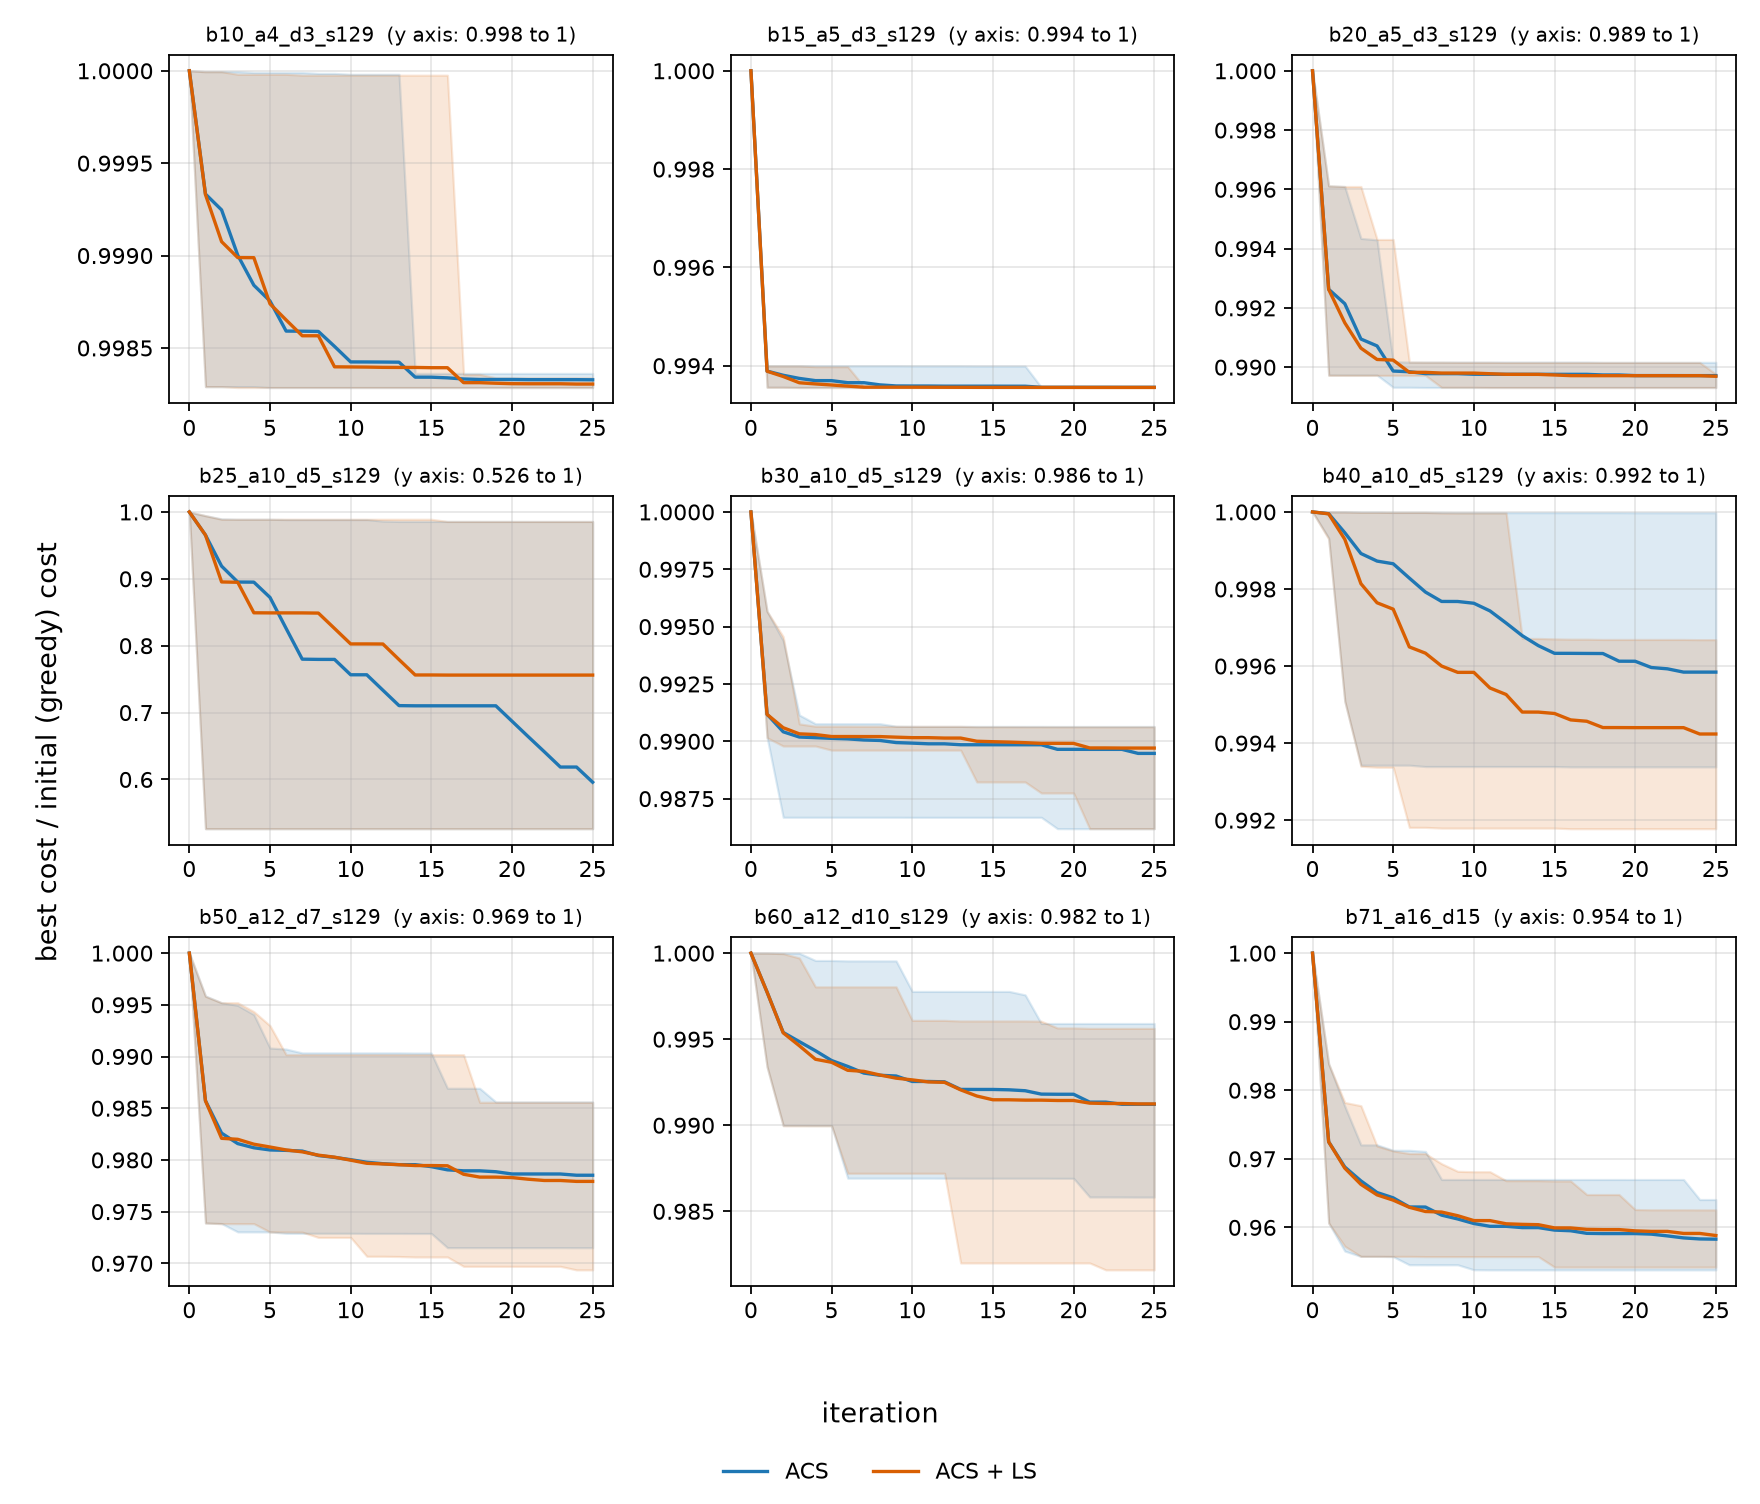 b10_a4_d3_s129 (y axis: 0.998 to 1)
1.0000
0.9995
0.9990
0.9985
0 5 10 15 20 25
b15_a5_d3_s129 (y axis: 0.994 to 1)
1.000
0.998
0.996
0.994
0 5 10 15 20 25
b20_a5_d3_s129 (y axis: 0.989 to 1)
1.000
0.998
0.996
0.994
0.992
0.990
0 5 10 15 20 25
b25_a10_d5_s129 (y axis: 0.526 to 1)
1.0
0.9
0.8
0.7
0.6
0 5 10 15 20 25
b30_a10_d5_s129 (y axis: 0.986 to 1)
1.0000
0.9975
0.9950
0.9925
0.9900
0.9875
0 5 10 15 20 25
b40_a10_d5_s129 (y axis: 0.992 to 1)
1.000
0.998
0.996
0.994
0.992
0 5 10 15 20 25
b50_a12_d7_s129 (y axis: 0.969 to 1)
1.000
0.995
0.990
0.985
0.980
0.975
0.970
0 5 10 15 20 25
b60_a12_d10_s129 (y axis: 0.982 to 1)
1.000
0.995
0.990
0.985
0 5 10 15 20 25
b71_a16_d15 (y axis: 0.954 to 1)
1.00
0.99
0.98
0.97
0.96
0 5 10 15 20 25
best cost / initial (greedy) cost
iteration
ACS
ACS + LS